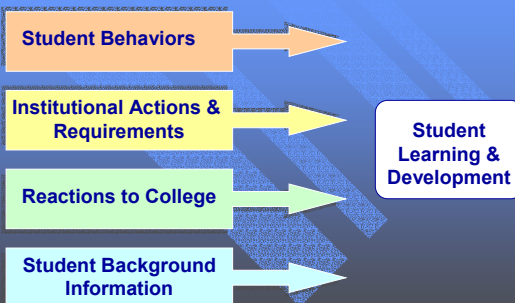 Student Behaviors
Institutional Actions &
Requirements
Student
Learning &
Development
Reactions to College
Student Background
Information